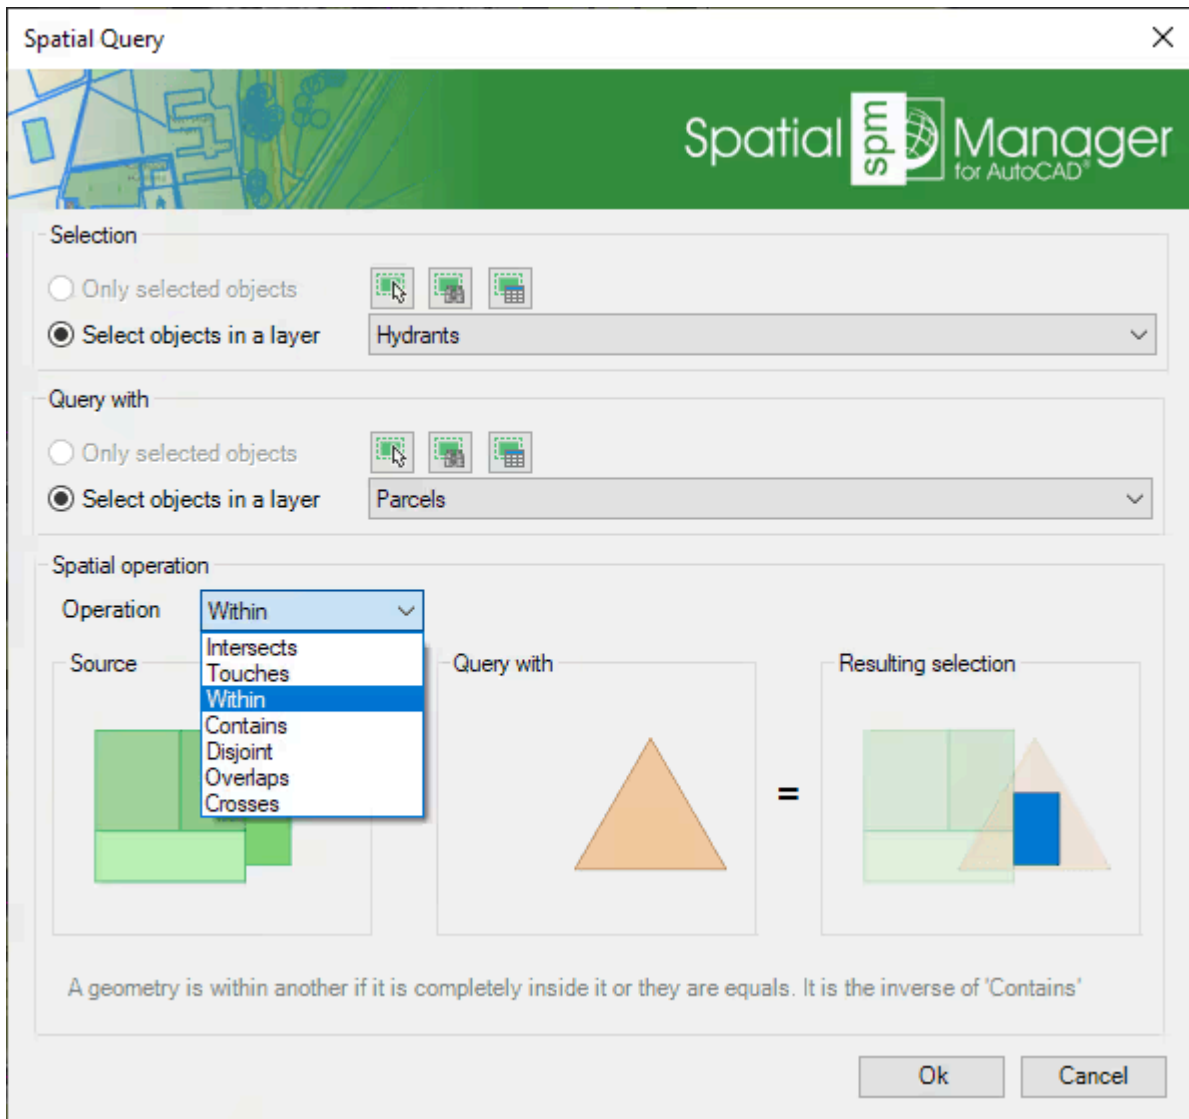 Spatial Query
Spatial spm Manager
for AutoCAD®
Selection
Only selected objects
Select objects in a layer Hydrants
Query with
Only selected objects
Select objects in a layer Parcels
Spatial operation
Operation Within
Intersects
Touches
Within
Contains
Disjoint
Overlaps
Crosses
Source Query with Resulting selection
=
A geometry is within another if it is completely inside it or they are equals. It is the inverse of 'Contains'
Ok Cancel